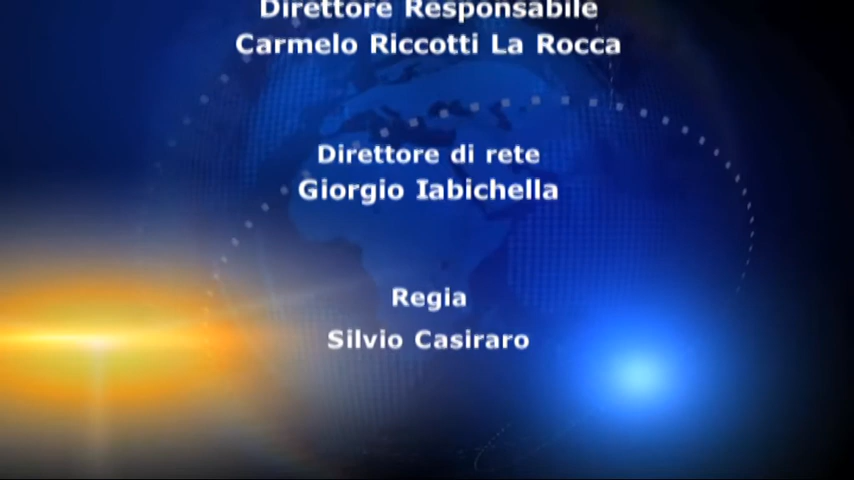 Direttore Responsabile
Carmelo Riccotti La Rocca
Direttore di rete
Giorgio Iabichella
Regia
Silvio Casiraro